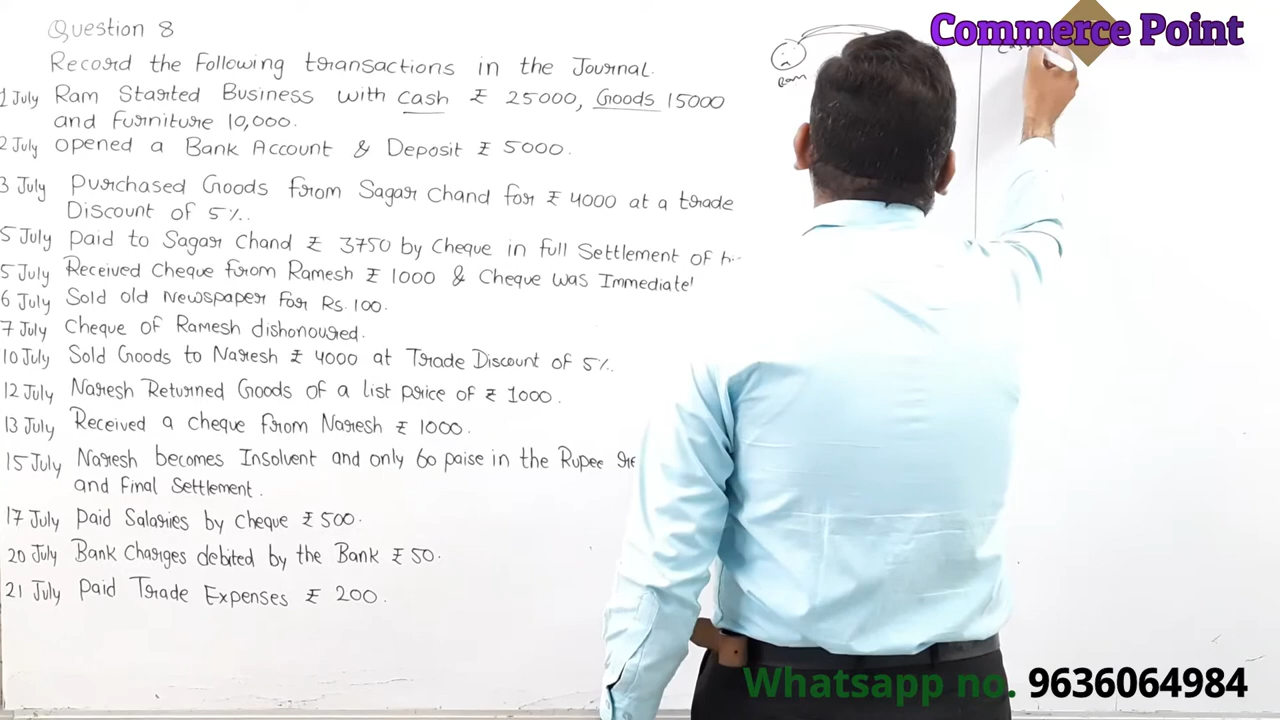 Question 8
Commerce Point
Record the Following transactions in the Journal.
Ram
1 July Ram Started Business with cash ₹ 25000, Goods 15000
and Furniture 10,000.
2 July opened a Bank Account & Deposit ₹ 5000.
3 July Purchased Goods from Sagar Chand for ₹ 4000 at a trade
Discount of 5%.
5 July paid to Sagar Chand ₹ 3750 by Cheque in full Settlement of
5 July Received Cheque from Ramesh ₹ 1000 & Cheque was
6 July Sold old Newspaper for Rs. 100.
7 July Cheque of Ramesh dishonoured.
10 July Sold Goods to Naresh ₹ 4000 at Trade Discount of 5%.
12 July Naresh Returned Goods of a list price of ₹ 1000.
13 July Received a cheque from Naresh ₹ 1000.
15 July Naresh becomes Insolvent and only 60 paise in the Rupee
and Final Settlement.
17 July Paid Salaries by cheque ₹ 500.
20 July Bank Charges debited by the Bank ₹ 50.
21 July paid Trade Expenses ₹ 200.
Whatsapp no. 9636064984